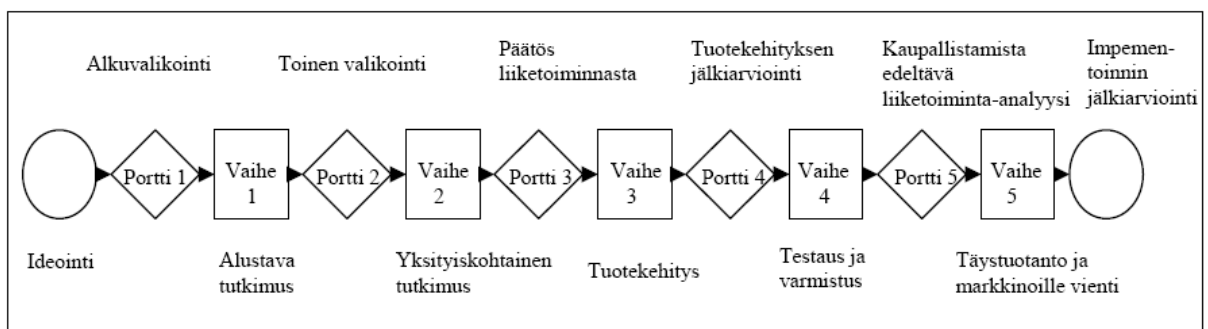 Alkuvalikointi
Toinen valikointi
Päätös
liiketoiminnasta
Tuotekehityksen
jälkiarviointi
Kaupallistamista
edeltävä
liiketoiminta-analyysi
Impemen-
toinnin
jälkiarviointi
Portti 1
Vaihe
1
Portti 2
Vaihe
2
Portti 3
Vaihe
3
Portti 4
Vaihe
4
Portti 5
Vaihe
5
Ideointi
Alustava
tutkimus
Yksityiskohtainen
tutkimus
Tuotekehitys
Testaus ja
varmistus
Täystuotanto ja
markkinoille vienti